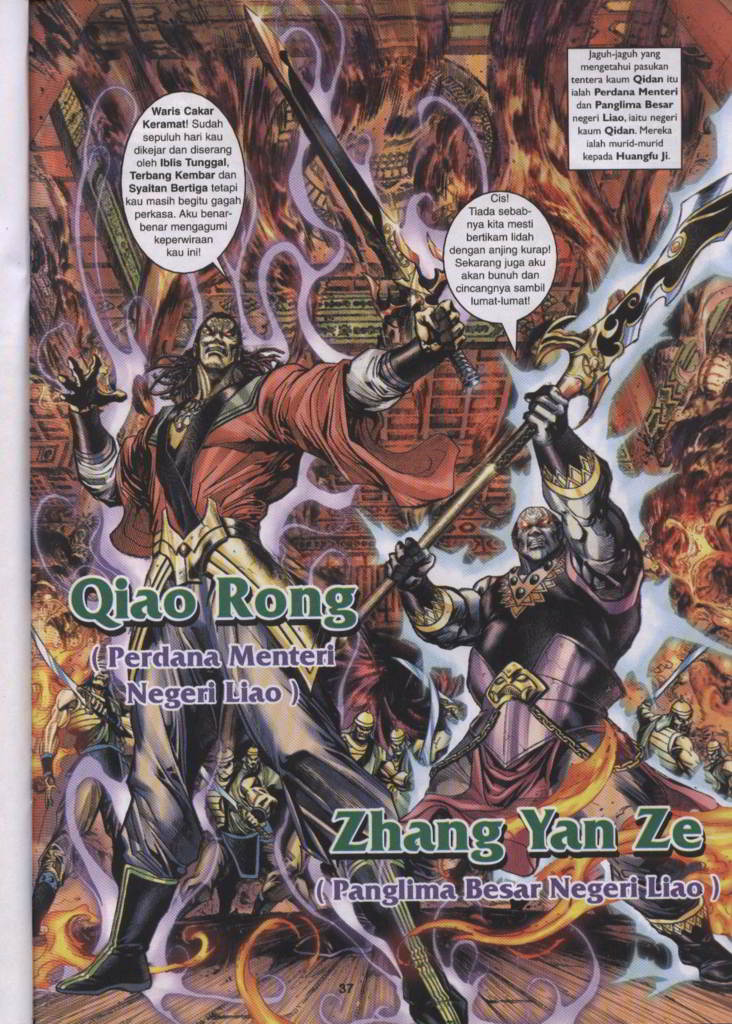 Waris Cakar
Keramat! Sudah
sepuluh hari kau
dikejar dan diserang
oleh Iblis Tunggal,
Terbang Kembar dan
Syaitan Bertiga tetapi
kau masih begitu gagah
perkasa. Aku benar-
benar mengagumi
keperwiraan
kau ini!
Cis!
Tiada sebab-
nya kita mesti
bertikam lidah
dengan anjing kurap!
Sekarang juga aku
akan bunuh dan
cincangnya sambil
lumat-lumat!
Jaguh-jaguh yang
mengetahui pasukan
tentera kaum Qidan itu
ialah Perdana Menteri
dan Panglima Besar
negeri Liao, iaitu negeri
kaum Qidan. Mereka
ialah murid-murid
kepada Huangfu Ji.
Qiao Rong
( Perdana Menteri
Negeri Liao )
Zhang Yan Ze
( Panglima Besar Negeri Liao )
37